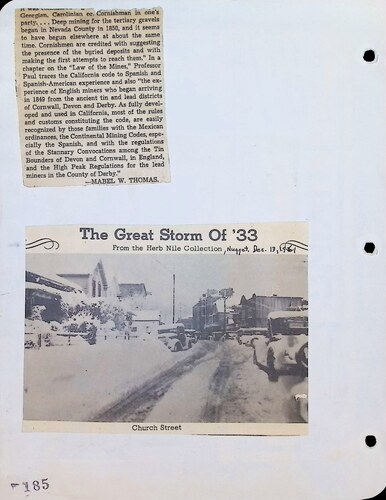 Georgian, Carolinian or Cornishman in one's
party. . . . Deep mining for the tertiary gravels
began in Nevada County in 1850, and it seems
to have begun elsewhere at about the same
time. Cornishmen are credited with suggesting
the presence of the buried deposits and with
making the first attempts to reach them." In a
chapter on the "Law of the Mines," Professor
Paul traces the California code to Spanish and
Spanish-American experience and also "the ex-
perience of English miners who began arriving
in 1849 from the ancient tin and lead districts
of Cornwall, Devon and Derby. As fully devel-
oped and used in California, most of the rules
and customs constituting the code, are easily
recognized by those families with the Mexican
ordinances, the Continental Mining Codes, espe-
cially the Spanish, and with the regulations
of the Stannary Convocations among the Tin
Bounders of Devon and Cornwall, in England,
and the High Peak Regulations for the lead
miners in the County of Derby."
—MABEL W. THOMAS.
The Great Storm Of '33
From the Herb Nile Collection, Nugget, Dec. 13,
Church Street
185